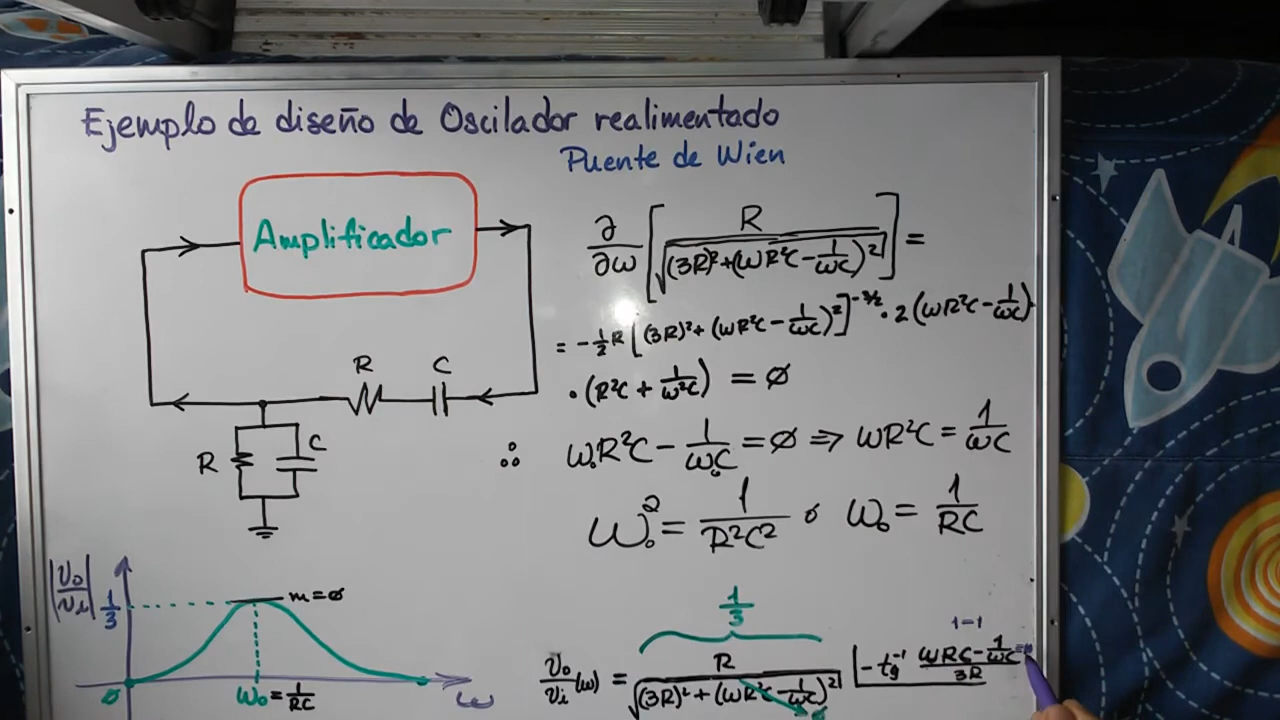 Ejemplo de diseño de Oscilador realimentado
Puente de Wien
Amplificador
R C
R C
∂/∂ω [R/√((3R)²+(ωR²C-1/ωC)²)] =
= -1/2 R [(3R)²+(ωR²C-1/ωC)²]^-3/2 · 2(ωR²C-1/ωC)·
·(R²C+1/ω²C) = ∅
∴ ω₀R²C-1/ω₀C=∅ ⇒ ωR²C=1/ωC
ω₀²=1/R²C² ó ω₀=1/RC
|v₀/vᵢ|
1/3
m=∅
∅
ω₀=1/RC
ω
1/3
1-1
v₀/vᵢ(ω) = R/√((3R)²+(ωR²C-1/ωC)²) ∠-tg⁻¹ (ωRC-1/ωC)/3R